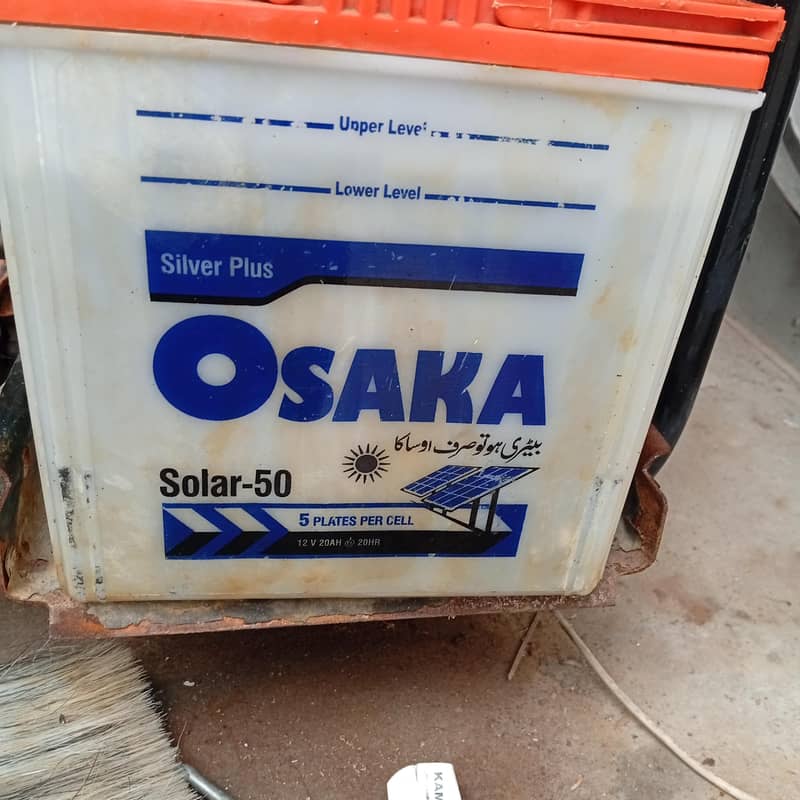 Upper Level
Lower Level
Silver Plus
OSAKA
بیٹری ہو تو صرف اوساکا
Solar-50
5 PLATES PER CELL
12 V 20AH @ 20HR
KAM